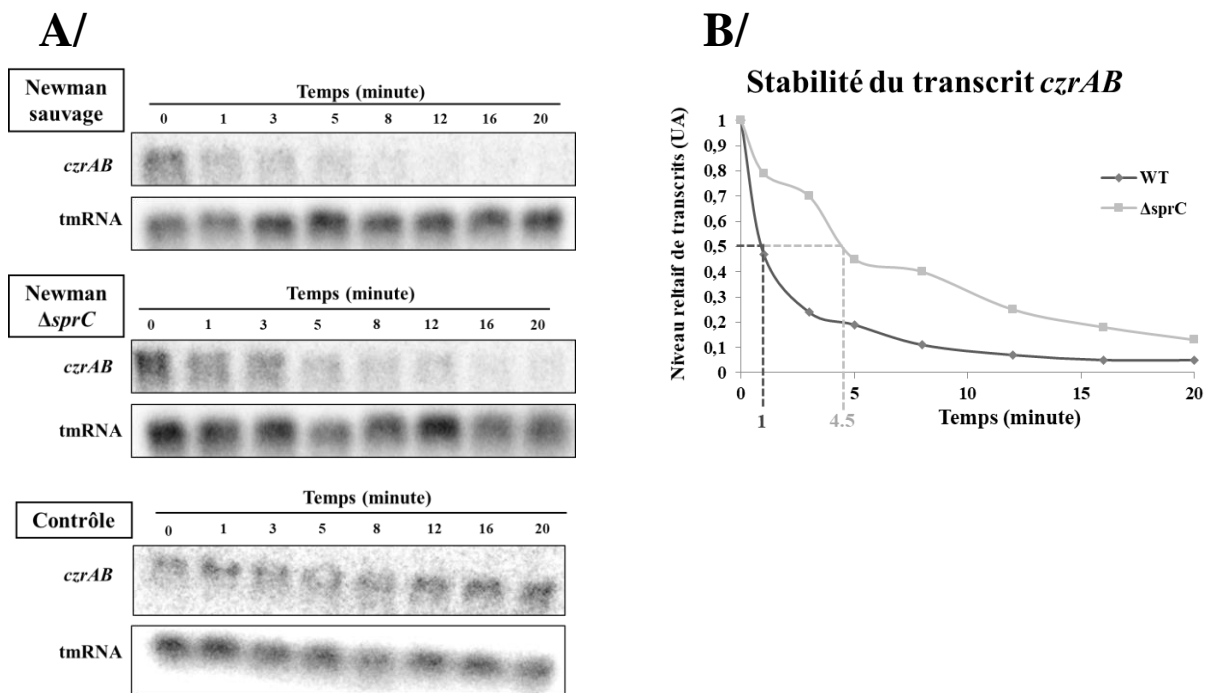 A/
Newman
sauvage
Temps (minute)
0 1 3 5 8 12 16 20
czrAB
tmRNA
Newman
ΔsprC
Temps (minute)
0 1 3 5 8 12 16 20
czrAB
tmRNA
Contrôle
Temps (minute)
0 1 3 5 8 12 16 20
czrAB
tmRNA
B/
Stabilité du transcrit czrAB
Niveau reltaif de transcrits (UA)
1
0,9
0,8
0,7
0,6
0,5
0,4
0,3
0,2
0,1
0
0 5 10 15 20
1 4.5
Temps (minute)
WT
ΔsprC